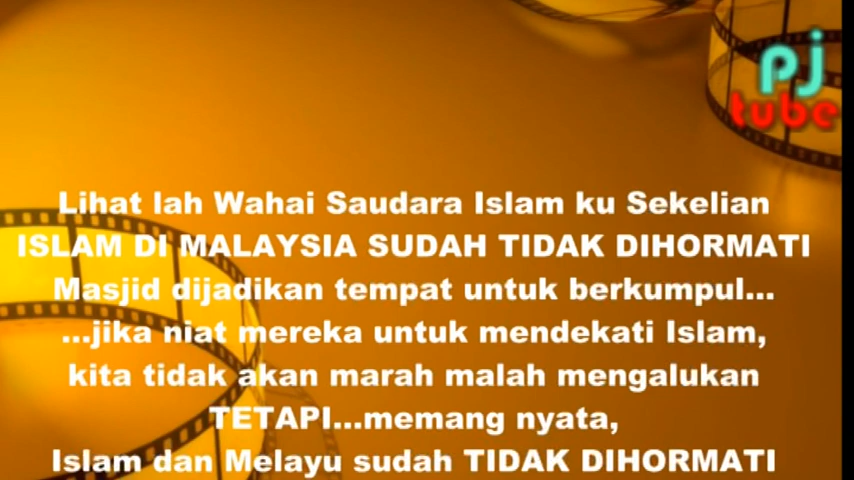 pj
tube
Lihat lah Wahai Saudara Islam ku Sekelian
ISLAM DI MALAYSIA SUDAH TIDAK DIHORMATI
Masjid dijadikan tempat untuk berkumpul...
...jika niat mereka untuk mendekati Islam,
kita tidak akan marah malah mengalukan
TETAPI...memang nyata,
Islam dan Melayu sudah TIDAK DIHORMATI